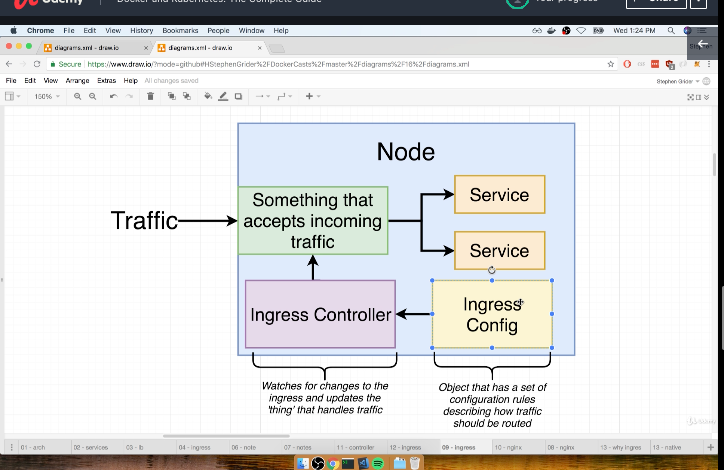 Udemy
Docker and Kubernetes: The Complete Guide
Your progress
Share
Chrome File Edit View History Bookmarks People Window Help
Wed 1:24 PM
diagrams.xml - draw.io
diagrams.xml - draw.io
Secure https://www.draw.io/?mode=github#HStephenGrider%2FDockerCasts%2Fmaster%2Fdiagrams%2F16%2Fdiagrams.xml
File Edit View Arrange Extras Help All changes saved
Stephen Grider
150%
Node
Something that
accepts incoming
traffic
Service
Traffic
Service
Ingress Controller
Ingress
Config
Watches for changes to the
ingress and updates the
'thing' that handles traffic
Object that has a set of
configuration rules
describing how traffic
should be routed
01 - arch 02 - services 03 - lb 04 - ingress 06 - note 07 - notes 11 - controller 12 - ingress 09 - ingress 10 - nginx 08 - nginx 13 - why ingres 13 - native